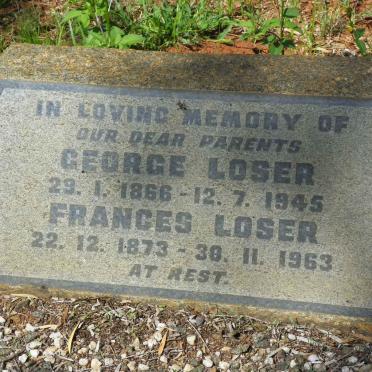 IN LOVING MEMORY OF
OUR DEAR PARENTS
GEORGE LOSER
29. 1. 1866 - 12. 7. 1945
FRANCES LOSER
22. 12. 1873 - 30. 11. 1963
AT REST.